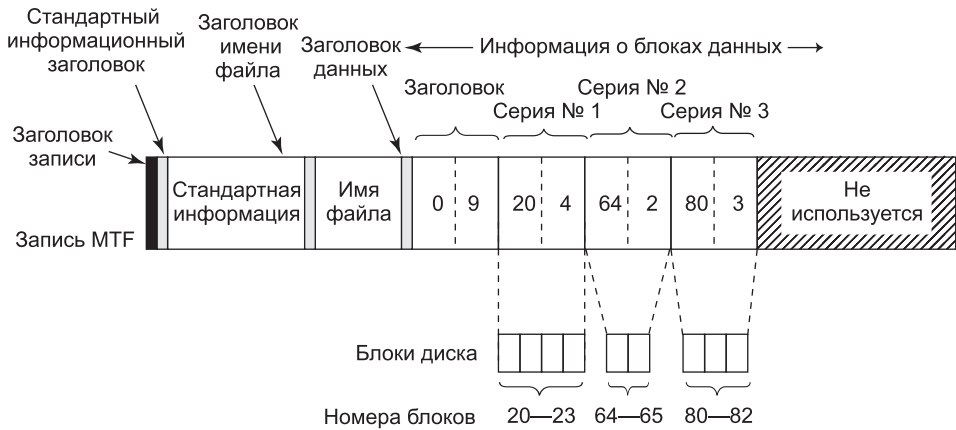 Стандартный
информационный
заголовок
Заголовок
имени
файла
Заголовок
данных
Информация о блоках данных
Заголовок
Серия № 1
Серия № 2
Серия № 3
Заголовок
записи
Запись MTF
Стандартная
информация
Имя
файла
0 9 20 4 64 2 80 3
Не
используется
Блоки диска
Номера блоков
20—23 64—65 80—82